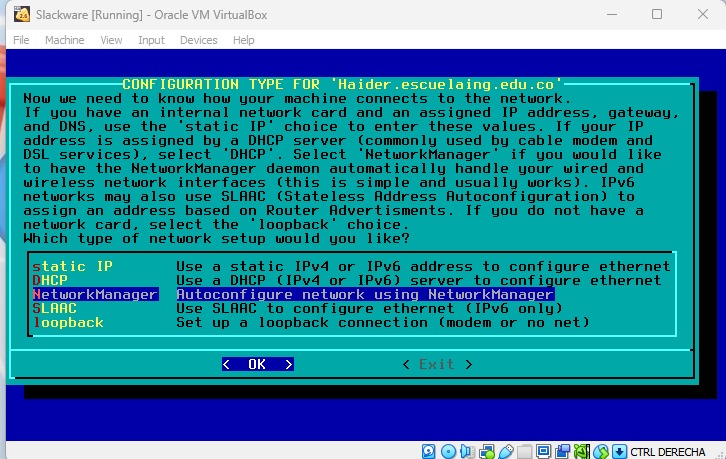 Slackware [Running] - Oracle VM VirtualBox
File Machine View Input Devices Help
CONFIGURATION TYPE FOR 'Haider.escuelaing.edu.co'
Now we need to know how your machine connects to the network.
If you have an internal network card and an assigned IP address, gateway,
and DNS, use the 'static IP' choice to enter these values. If your IP
address is assigned by a DHCP server (commonly used by cable modem and
DSL services), select 'DHCP'. Select 'NetworkManager' if you would like
to have the NetworkManager daemon automatically handle your wired and
wireless network interfaces (this is simple and usually works). IPv6
networks may also use SLAAC (Stateless Address Autoconfiguration) to
assign an address based on Router Advertisments. If you do not have a
network card, select the 'loopback' choice.
Which type of network setup would you like?
static IP Use a static IPv4 or IPv6 address to configure ethernet
DHCP Use a DHCP (IPv4 or IPv6) server to configure ethernet
NetworkManager Autoconfigure network using NetworkManager
SLAAC Use SLAAC to configure ethernet (IPv6 only)
loopback Set up a loopback connection (modem or no net)
< OK > < Exit >
CTRL DERECHA